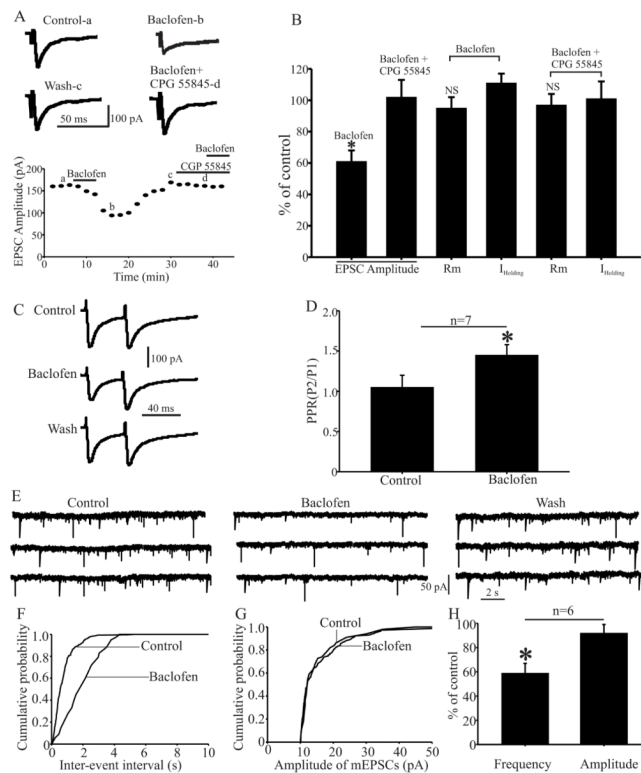 A
Control-a
Baclofen-b
Wash-c
Baclofen+
CPG 55845-d
50 ms
100 pA
Baclofen
CGP 55845
Baclofen
a
b
c
d
EPSC Amplitude (pA)
200
150
100
50
0
0 10 20 30 40
Time (min)
B
% of control
120
100
80
60
40
20
0
Baclofen
*
Baclofen +
CPG 55845
Baclofen
NS
Baclofen +
CPG 55845
NS
EPSC Amplitude
Rm
IHolding
Rm
IHolding
C
Control
100 pA
Baclofen
40 ms
Wash
D
n=7
*
PPR(P2/P1)
2.0
1.5
1.0
0.5
0.0
Control
Baclofen
E
Control
Baclofen
Wash
50 pA
2 s
F
Cumulative probability
1.0
0.8
0.6
0.4
0.2
0
Control
Baclofen
0 2 4 6 8 10
Inter-event interval (s)
G
Cumulative probability
1.0
0.8
0.6
0.4
0.2
0
Control
Baclofen
0 10 20 30 40 50
Amplitude of mEPSCs (pA)
H
n=6
% of control
100
80
60
40
20
0
*
Frequency
Amplitude